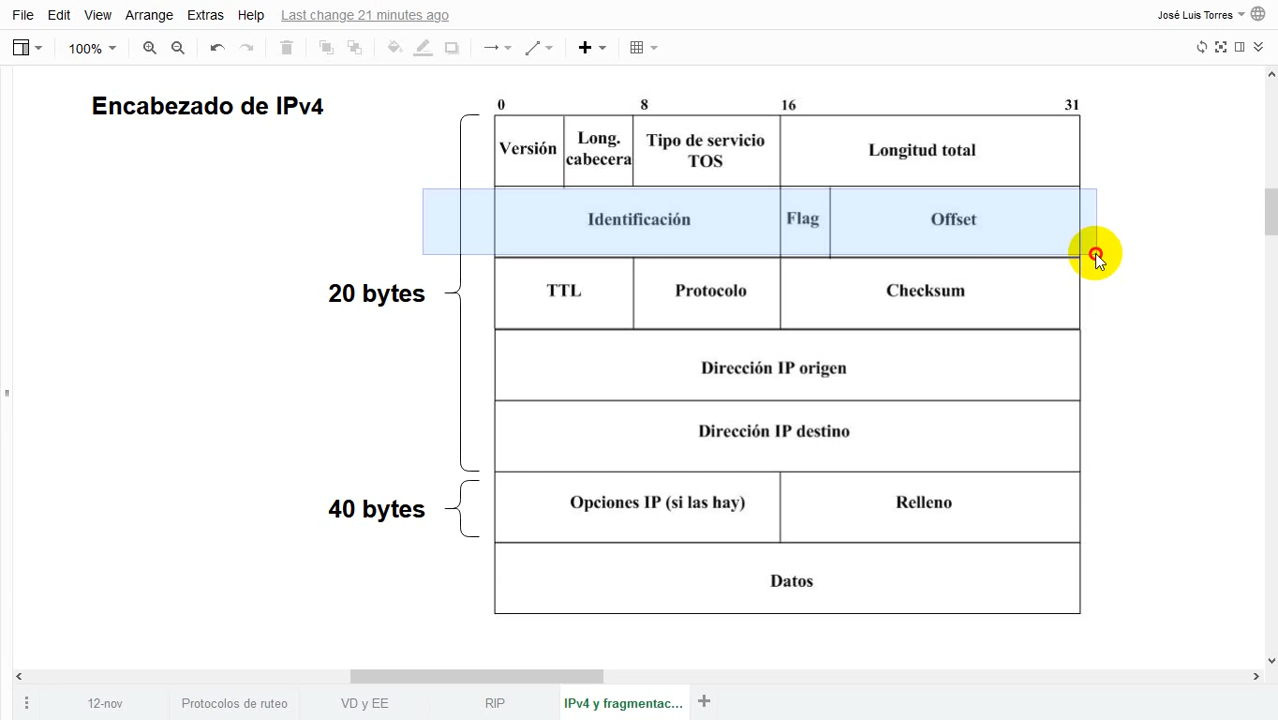 File Edit View Arrange Extras Help Last change 21 minutes ago José Luis Torres
100%
Encabezado de IPv4
0 8 16 31
Versión Long. cabecera Tipo de servicio TOS Longitud total
Identificación Flag Offset
20 bytes
TTL Protocolo Checksum
Dirección IP origen
Dirección IP destino
40 bytes
Opciones IP (si las hay) Relleno
Datos
12-nov Protocolos de ruteo VD y EE RIP IPv4 y fragmentac...